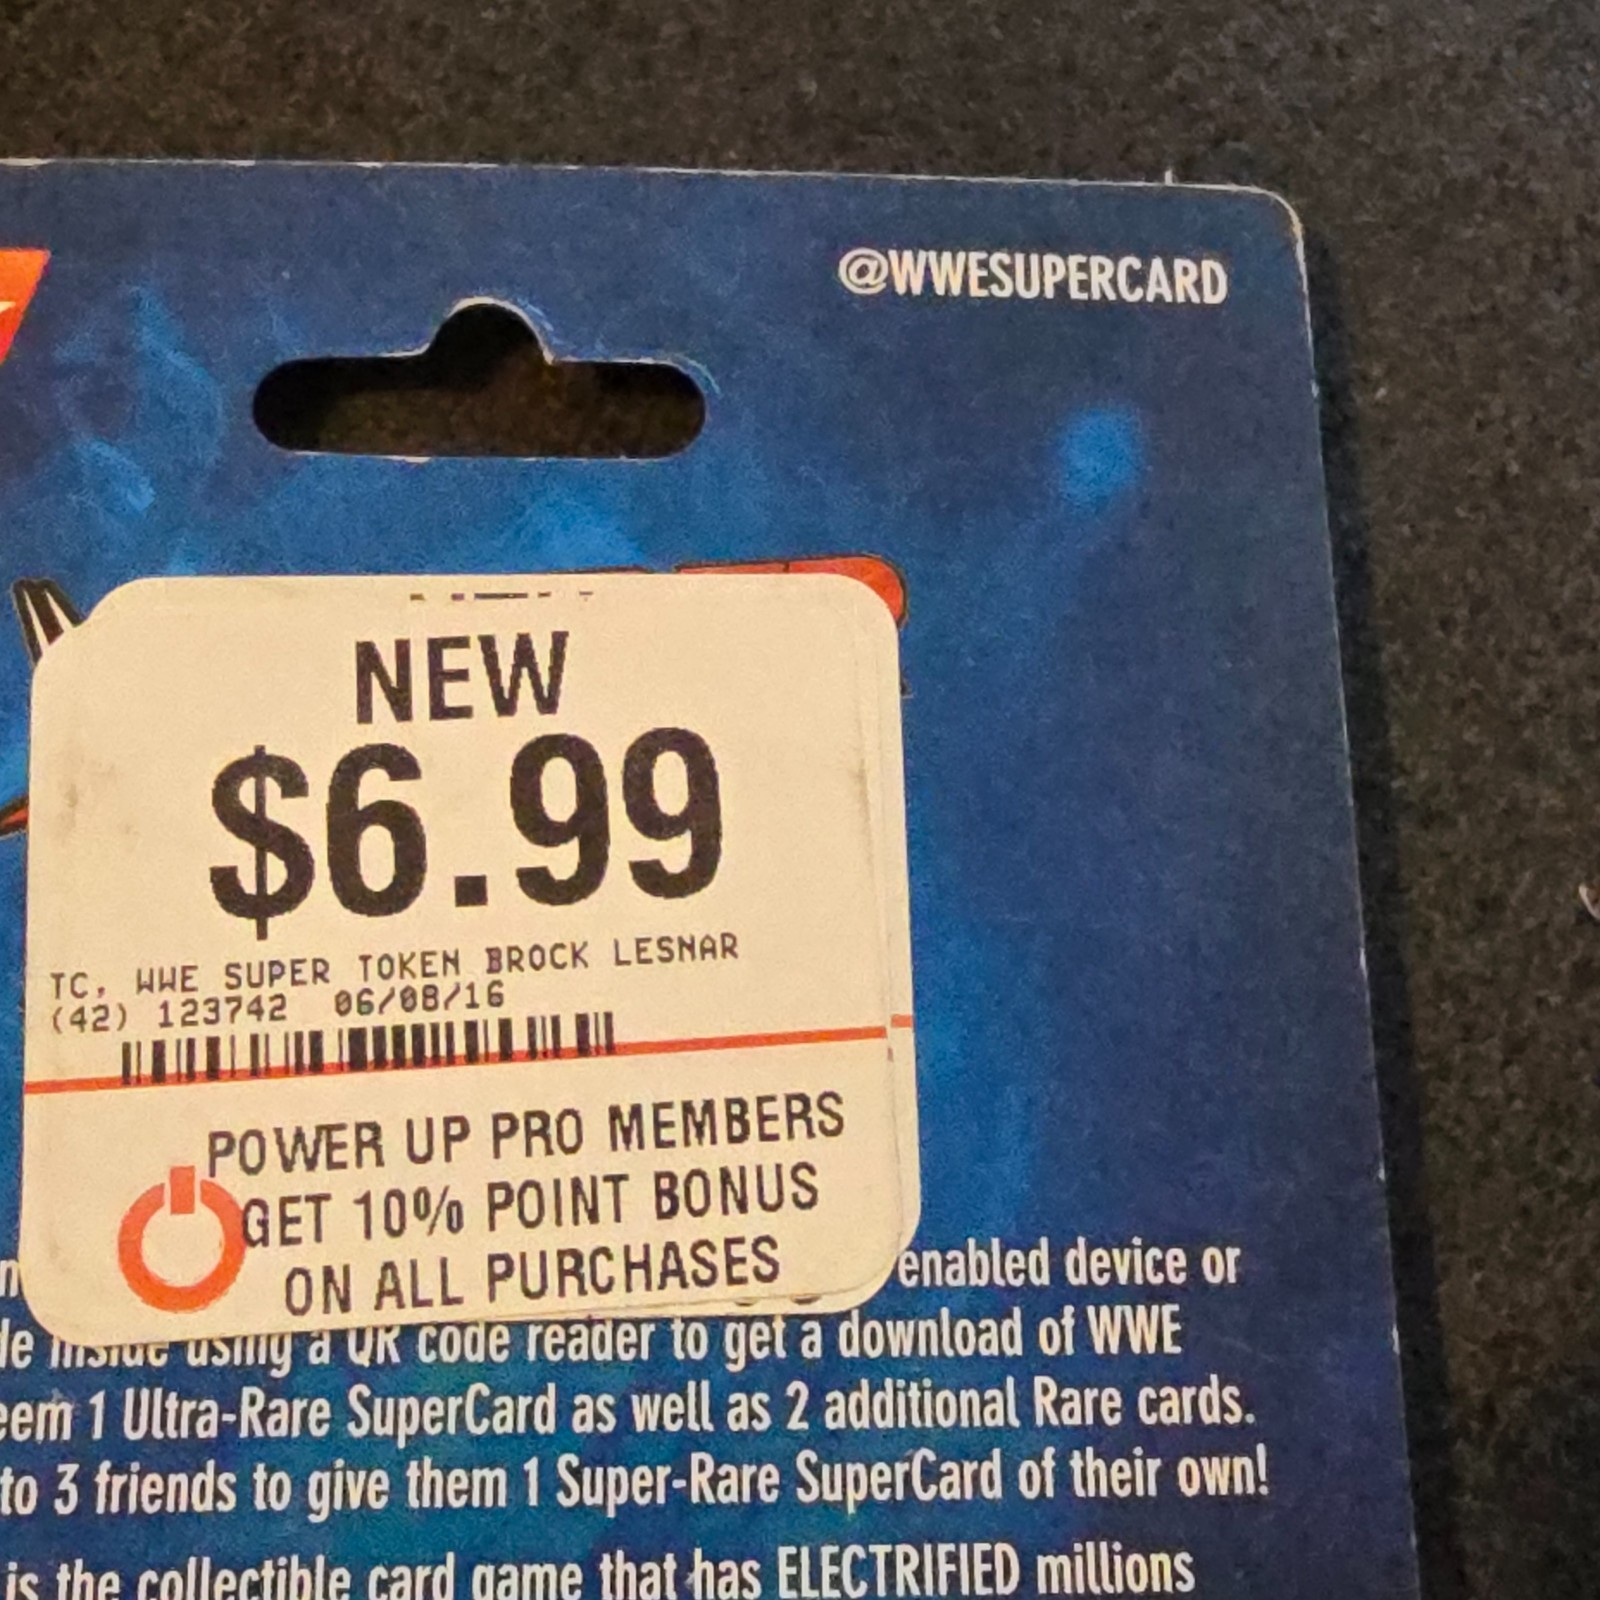 @WWESUPERCARD
NEW
$6.99
TC, WWE SUPER TOKEN BROCK LESNAR
(42) 123742 06/08/16
POWER UP PRO MEMBERS
GET 10% POINT BONUS
ON ALL PURCHASES
enabled device or
inside using a QR code reader to get a download of WWE
1 Ultra-Rare SuperCard as well as 2 additional Rare cards.
to 3 friends to give them 1 Super-Rare SuperCard of their own!
is the collectible card game that has ELECTRIFIED millions